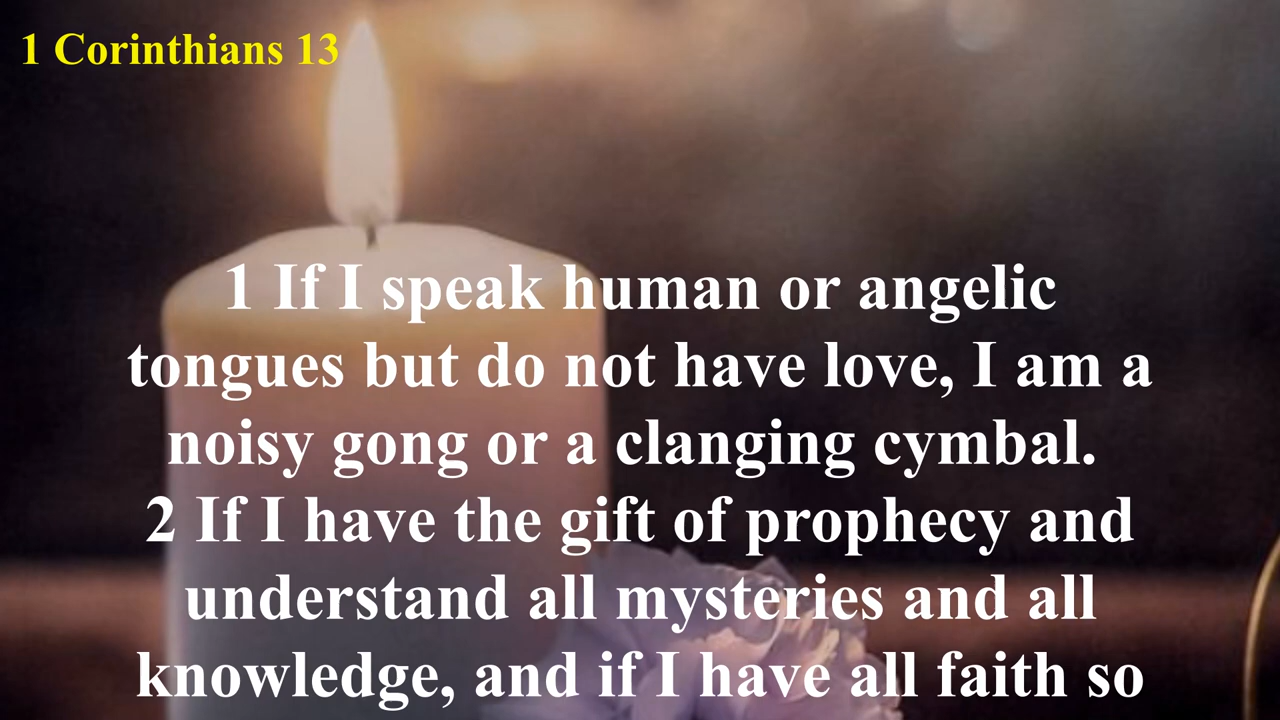 1 Corinthians 13
1 If I speak human or angelic
tongues but do not have love, I am a
noisy gong or a clanging cymbal.
2 If I have the gift of prophecy and
understand all mysteries and all
knowledge, and if I have all faith so